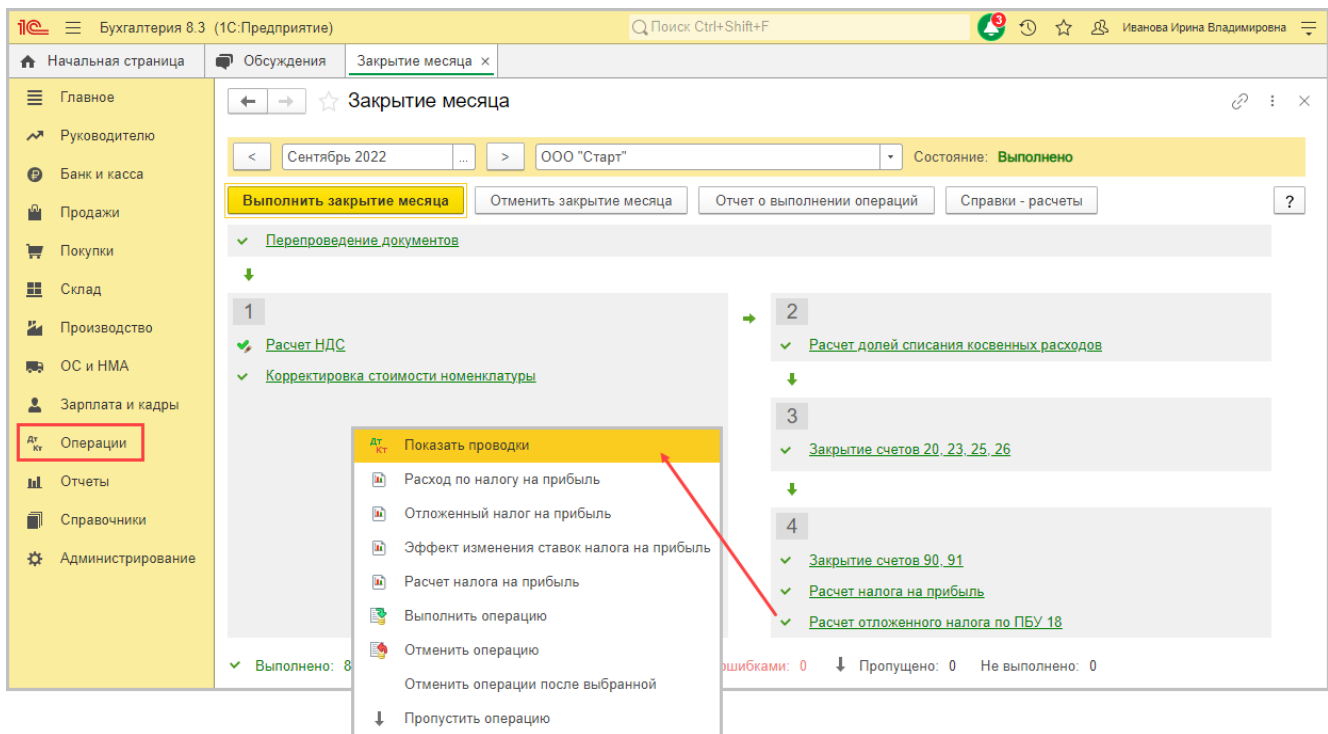 1С Бухгалтерия 8.3 (1С:Предприятие) Поиск Ctrl+Shift+F 3 Иванова Ирина Владимировна
Начальная страница Обсуждения Закрытие месяца ×
Главное
Руководителю
Банк и касса
Продажи
Покупки
Склад
Производство
ОС и НМА
Зарплата и кадры
Дт Кт Операции
Отчеты
Справочники
Администрирование
Закрытие месяца
< Сентябрь 2022 ... > ООО "Старт" Состояние: Выполнено
Выполнить закрытие месяца Отменить закрытие месяца Отчет о выполнении операций Справки - расчеты ?
Перепроведение документов
1
Расчет НДС
Корректировка стоимости номенклатуры
2
Расчет долей списания косвенных расходов
3
Закрытие счетов 20, 23, 25, 26
4
Закрытие счетов 90, 91
Расчет налога на прибыль
Расчет отложенного налога по ПБУ 18
Дт Кт Показать проводки
Расход по налогу на прибыль
Отложенный налог на прибыль
Эффект изменения ставок налога на прибыль
Расчет налога на прибыль
Выполнить операцию
Отменить операцию
Отменить операции после выбранной
Пропустить операцию
Выполнено: 8 ошибками: 0 Пропущено: 0 Не выполнено: 0